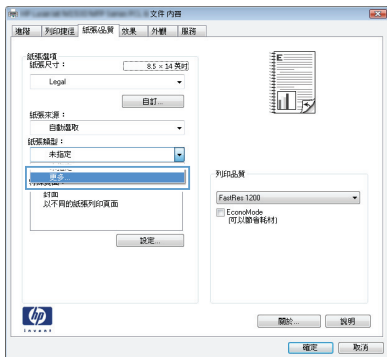 文件 內容
進階 列印捷徑 紙張/品質 效果 外觀 服務
紙張選項
紙張尺寸： 8.5 × 14 英吋
Legal
自訂...
紙張來源：
自動選取
紙張類型：
未指定
更多...
封面
以不同的紙張列印頁面
設定...
E
列印品質
FastRes 1200
EconoMode
(可以節省耗材)
hp
invent
關於... 說明
確定 取消